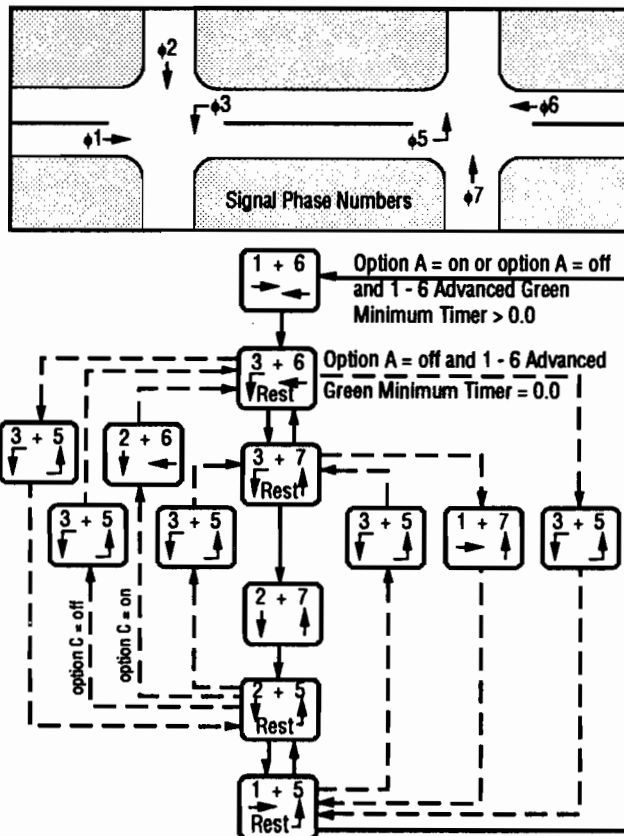 ϕ2
ϕ3
ϕ6
ϕ1
ϕ5
ϕ7
Signal Phase Numbers
1 + 6
Option A = on or option A = off
and 1 - 6 Advanced Green
Minimum Timer > 0.0
3 + 6
Rest
Option A = off and 1 - 6 Advanced
Green Minimum Timer = 0.0
3 + 5
2 + 6
3 + 7
Rest
3 + 5
3 + 5
3 + 5
1 + 7
3 + 5
option C = off
option C = on
2 + 7
2 + 5
Rest
1 + 5
Rest